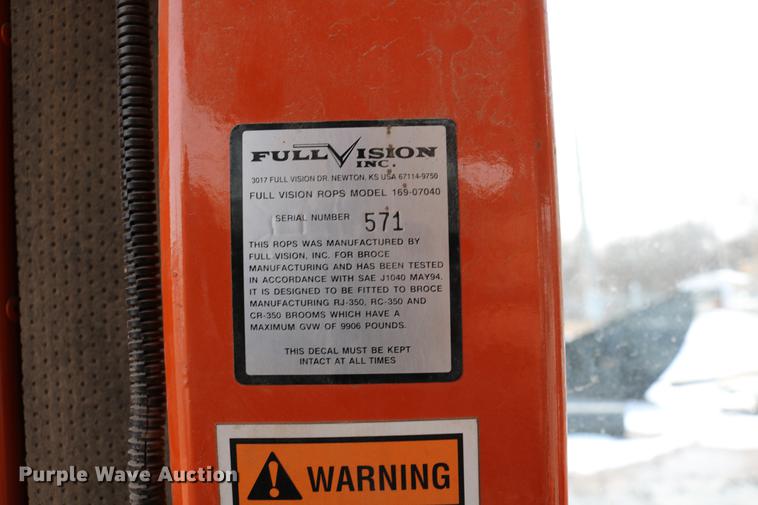 FULL VISION
INC.
3017 FULL VISION DR. NEWTON, KS USA 67114-9750
FULL VISION ROPS MODEL 169-07040
SERIAL NUMBER 571
THIS ROPS WAS MANUFACTURED BY
FULL VISION, INC. FOR BROCE
MANUFACTURING AND HAS BEEN TESTED
IN ACCORDANCE WITH SAE J1040 MAY94.
IT IS DESIGNED TO BE FITTED TO BROCE
MANUFACTURING RJ-350, RC-350 AND
CR-350 BROOMS WHICH HAVE A
MAXIMUM GVW OF 9906 POUNDS.
THIS DECAL MUST BE KEPT
INTACT AT ALL TIMES
WARNING
Purple Wave Auction